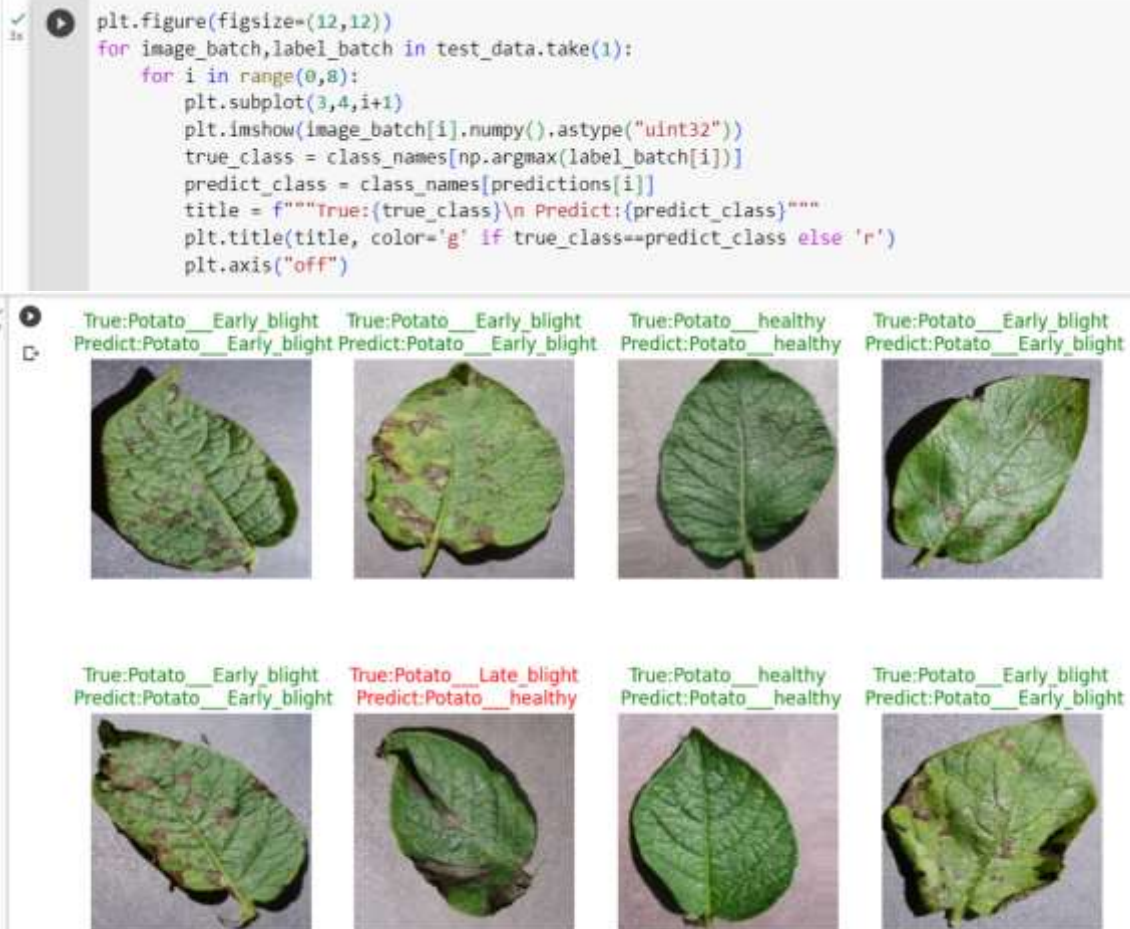 3s
plt.figure(figsize=(12,12))
for image_batch,label_batch in test_data.take(1):
    for i in range(0,8):
        plt.subplot(3,4,i+1)
        plt.imshow(image_batch[i].numpy().astype("uint32"))
        true_class = class_names[np.argmax(label_batch[i])]
        predict_class = class_names[predictions[i]]
        title = f"""True:{true_class}\n Predict:{predict_class}"""
        plt.title(title, color='g' if true_class==predict_class else 'r')
        plt.axis("off")
True:Potato___Early_blight True:Potato___Early_blight True:Potato___healthy True:Potato___Early_blight
Predict:Potato___Early_blight Predict:Potato___Early_blight Predict:Potato___healthy Predict:Potato___Early_blight
True:Potato___Early_blight True:Potato___Late_blight True:Potato___healthy True:Potato___Early_blight
Predict:Potato___Early_blight Predict:Potato___healthy Predict:Potato___healthy Predict:Potato___Early_blight